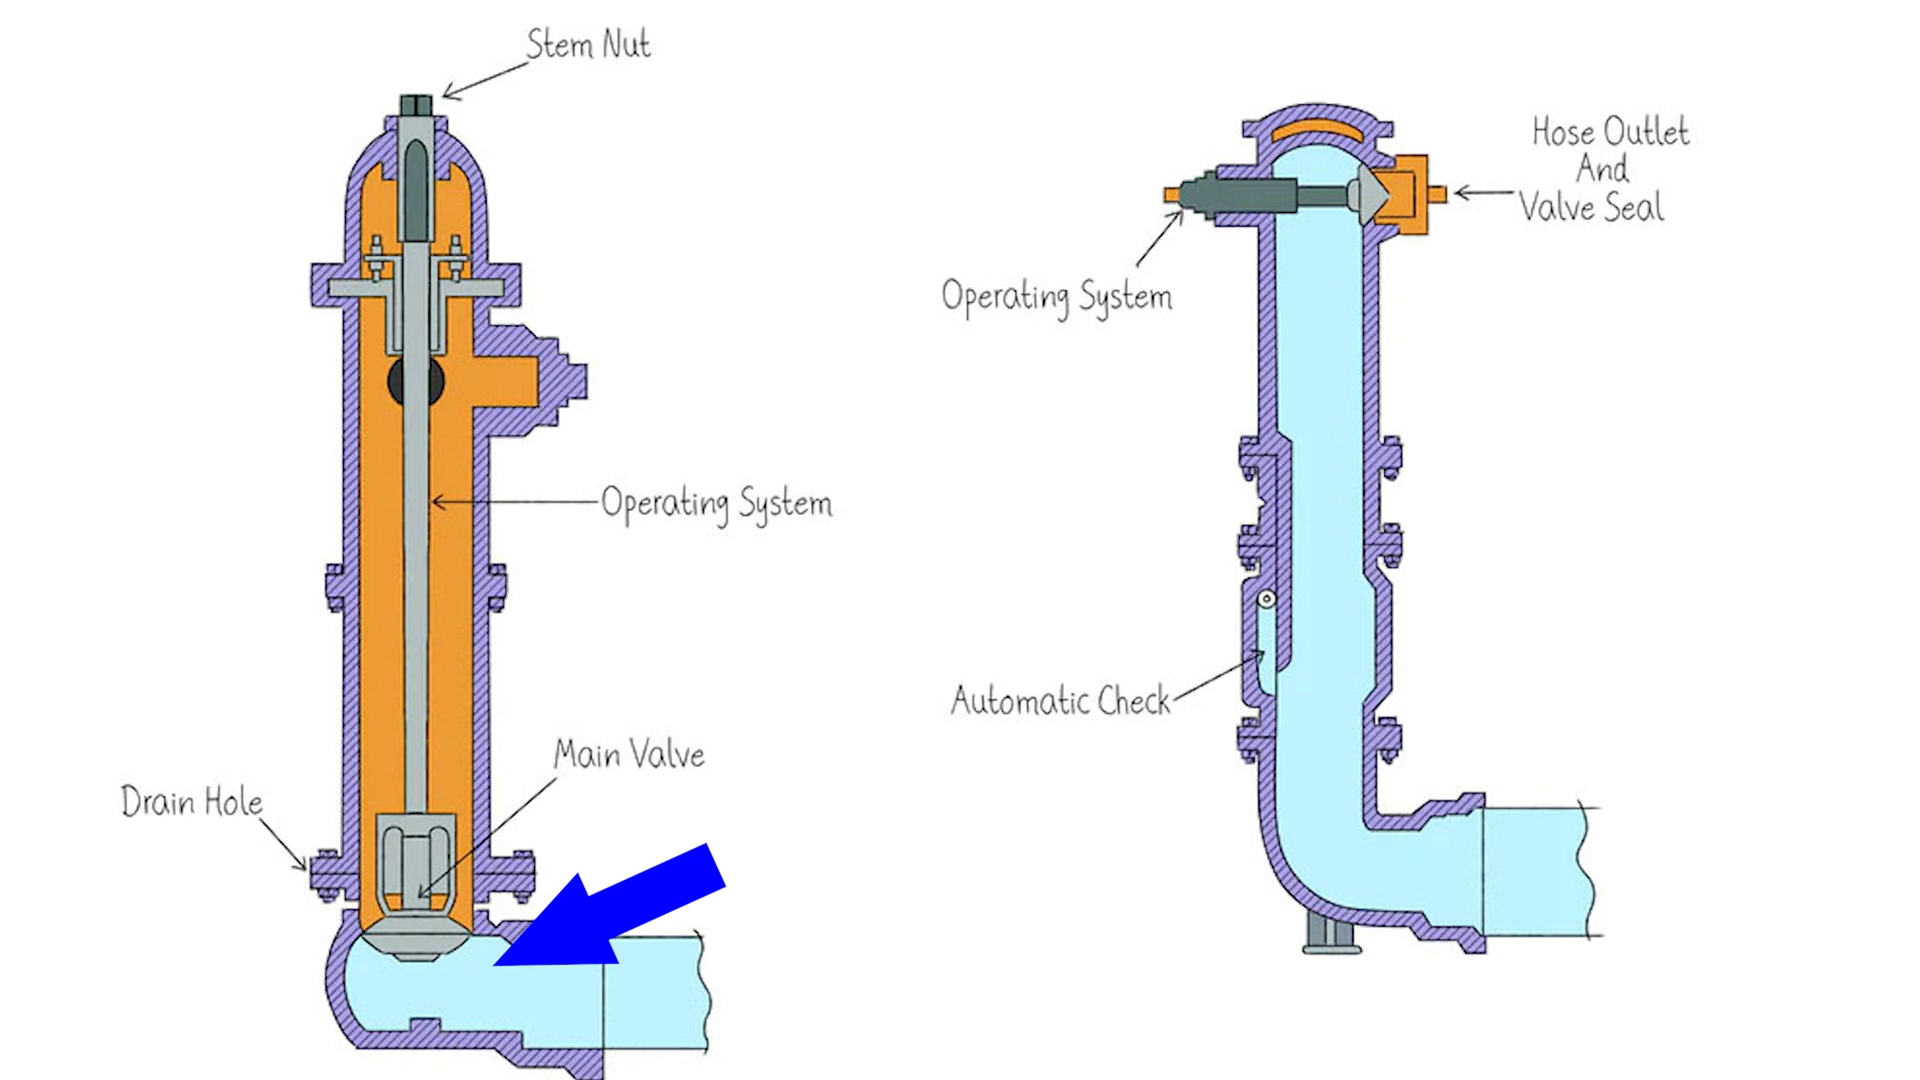 Stem Nut
Operating System
Main Valve
Drain Hole
Hose Outlet
And
Valve Seal
Operating System
Automatic Check